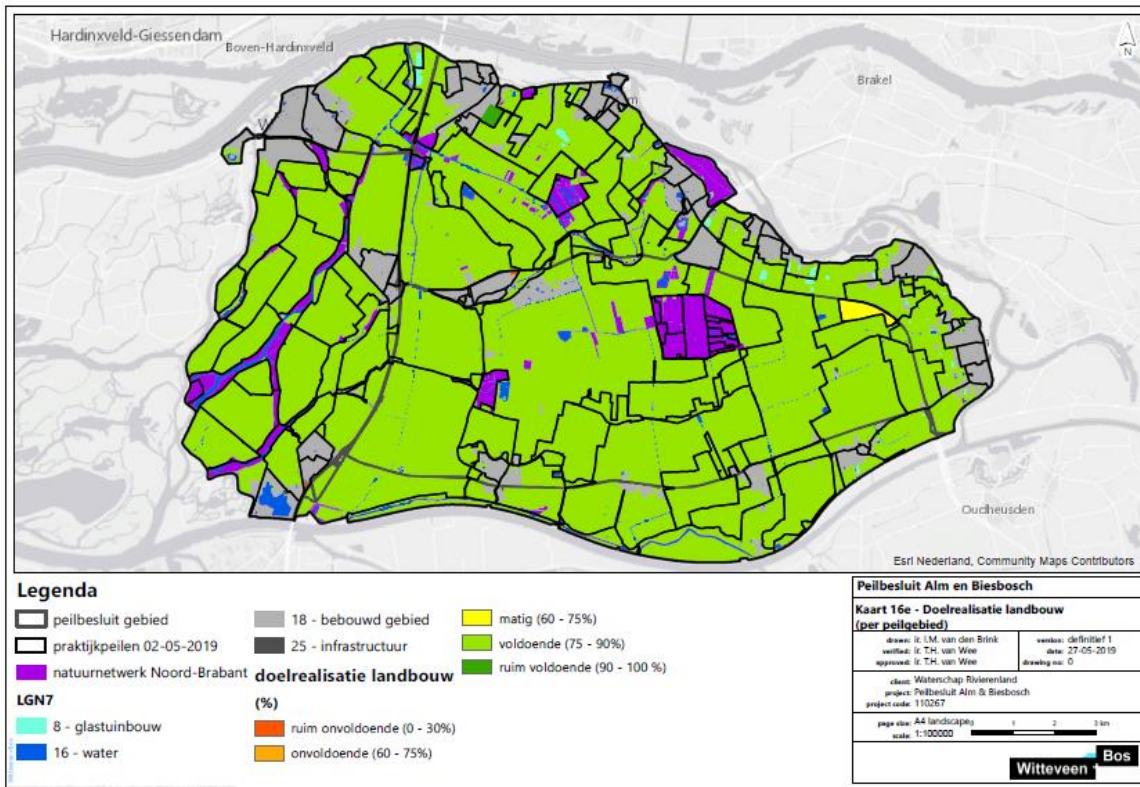 Hardinxveld-Giessendam
Boven-Hardinxveld
Brakel
N
W
m
Oudheusden
Esri Nederland, Community Maps Contributors
Legenda
peilbesluit gebied
praktijkpeilen 02-05-2019
natuurnetwerk Noord-Brabant
LGN7
8 - glastuinbouw
16 - water
18 - bebouwd gebied
25 - infrastructuur
doelrealisatie landbouw
(%)
ruim onvoldoende (0 - 30%)
onvoldoende (60 - 75%)
matig (60 - 75%)
voldoende (75 - 90%)
ruim voldoende (90 - 100 %)
Peilbesluit Alm en Biesbosch
Kaart 16e - Doelrealisatie landbouw
(per peilgebied)
drawn: ir. I.M. van den Brink
verified: ir. T.H. van Wee
approved: ir. T.H. van Wee
version: definitief 1
date: 27-05-2019
drawing no: 0
client: Waterschap Rivierenland
project: Peilbesluit Alm & Biesbosch
project code: 110267
page size: A4 landscape
scale: 1:100000
0 1 2 3 km
Witteveen + Bos